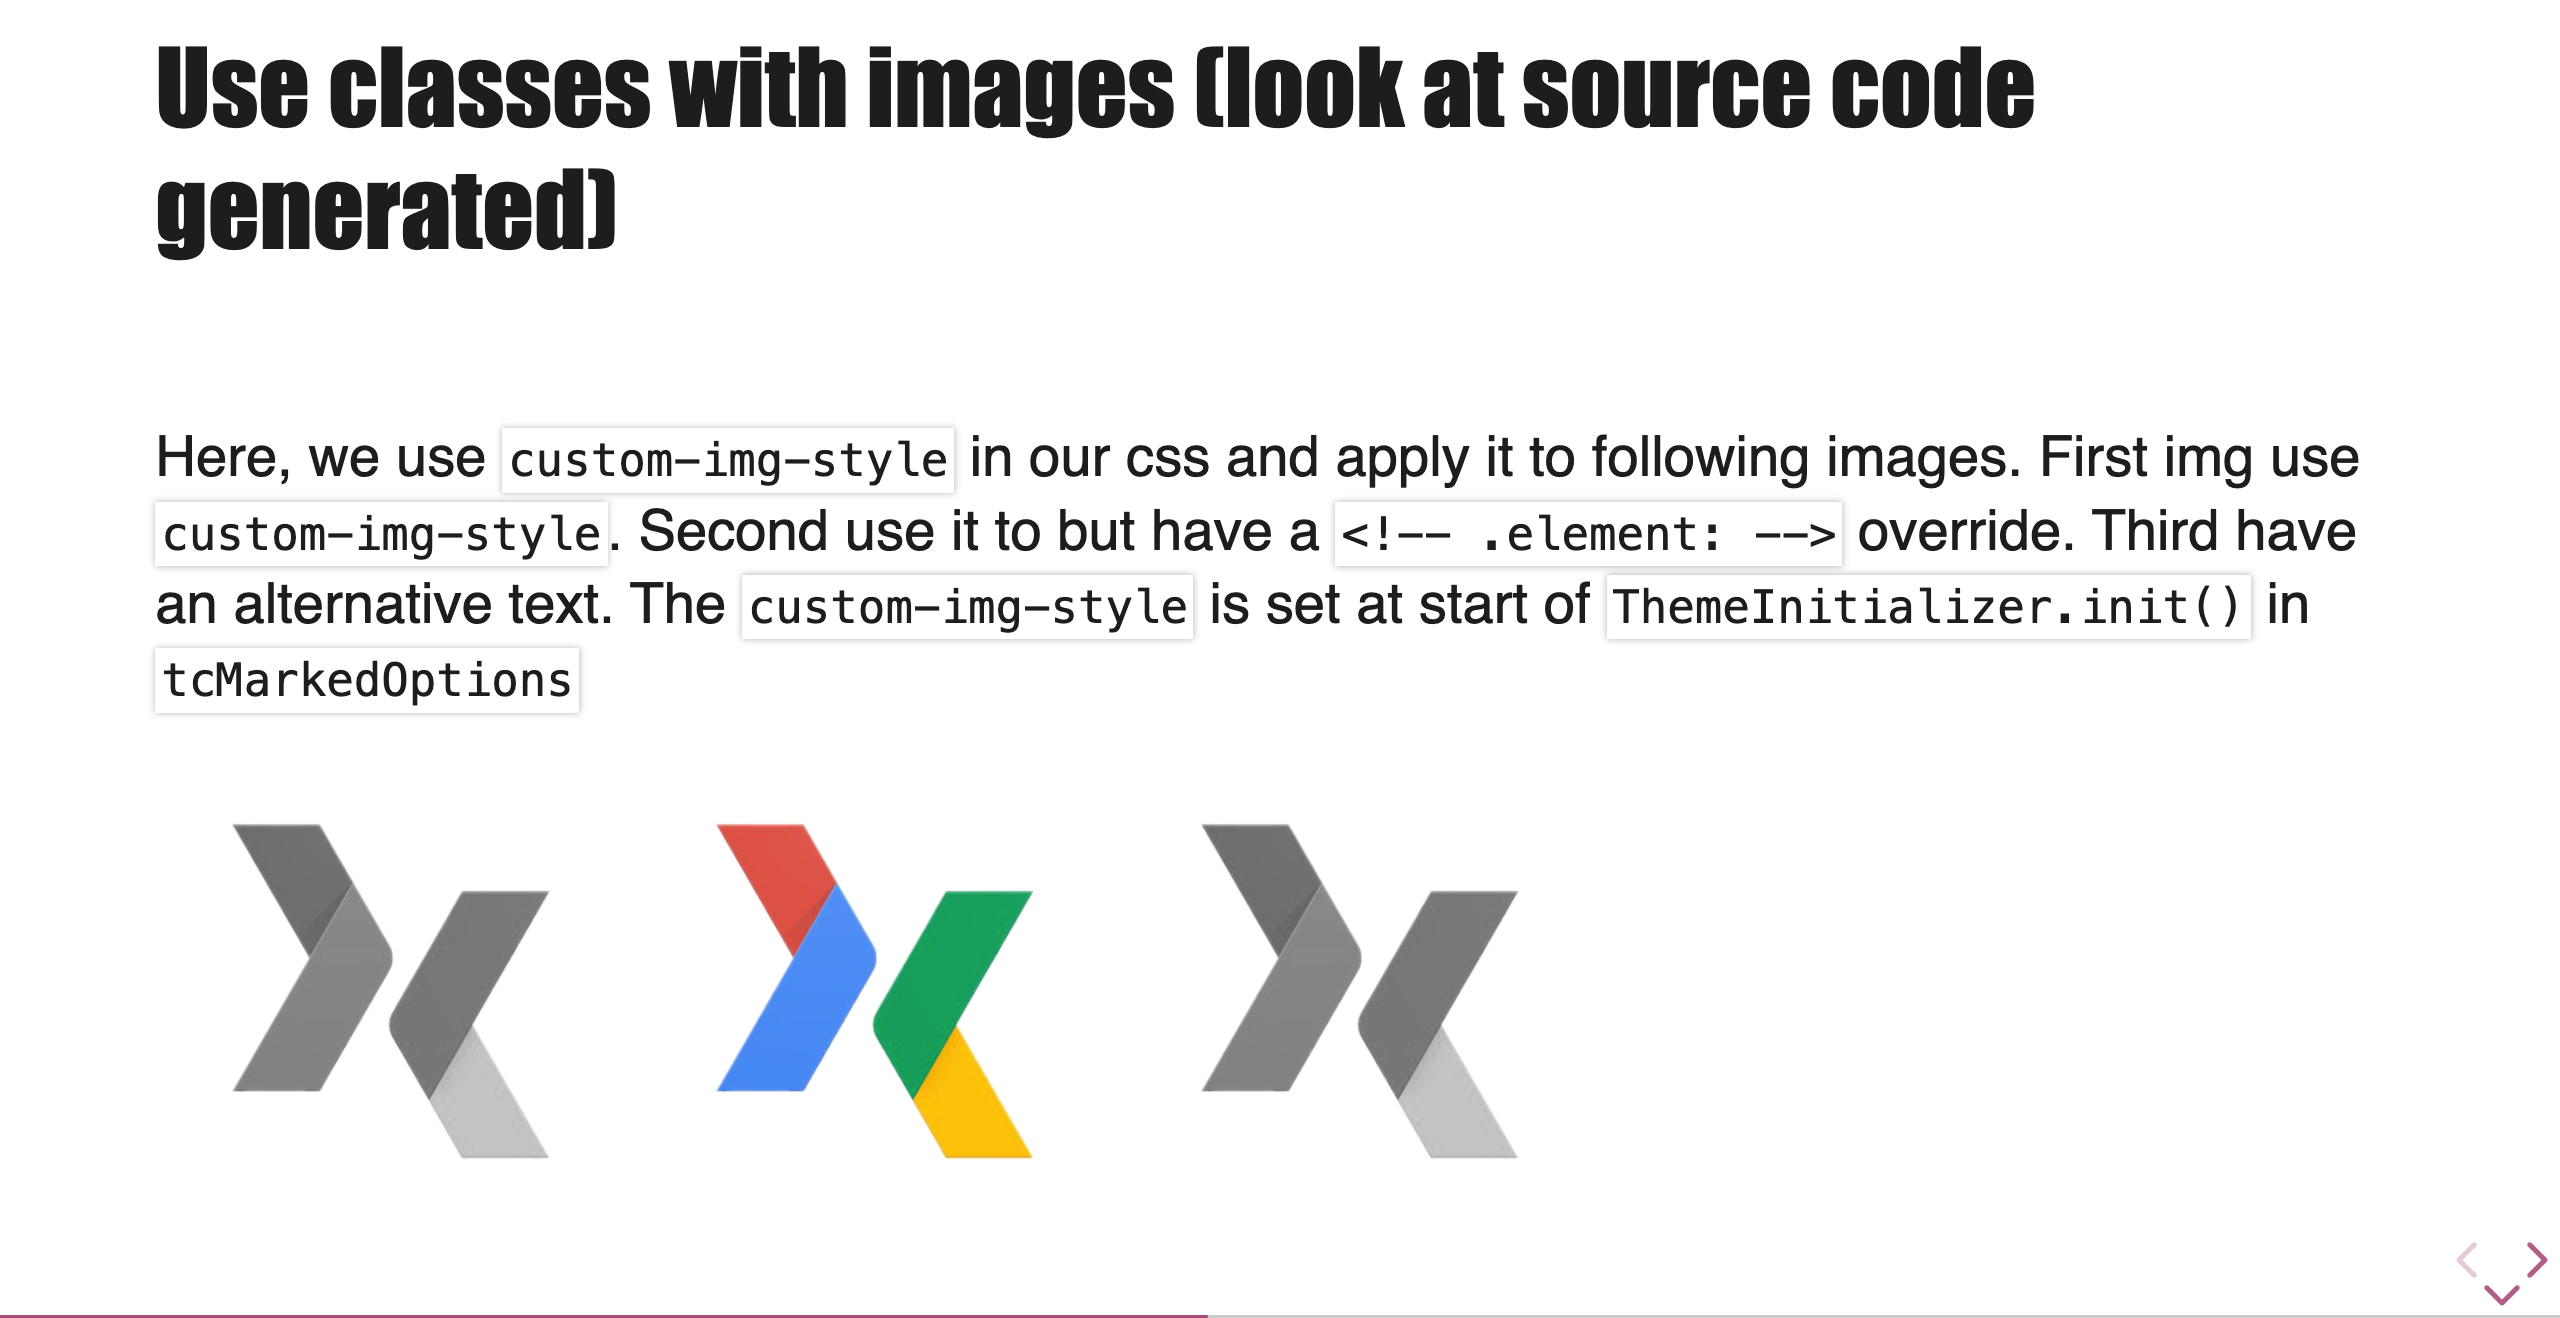 Use classes with images (look at source code
generated)
Here, we use custom-img-style in our css and apply it to following images. First img use
custom-img-style. Second use it to but have a <!-- .element: --> override. Third have
an alternative text. The custom-img-style is set at start of ThemeInitializer.init() in
tcMarkedOptions